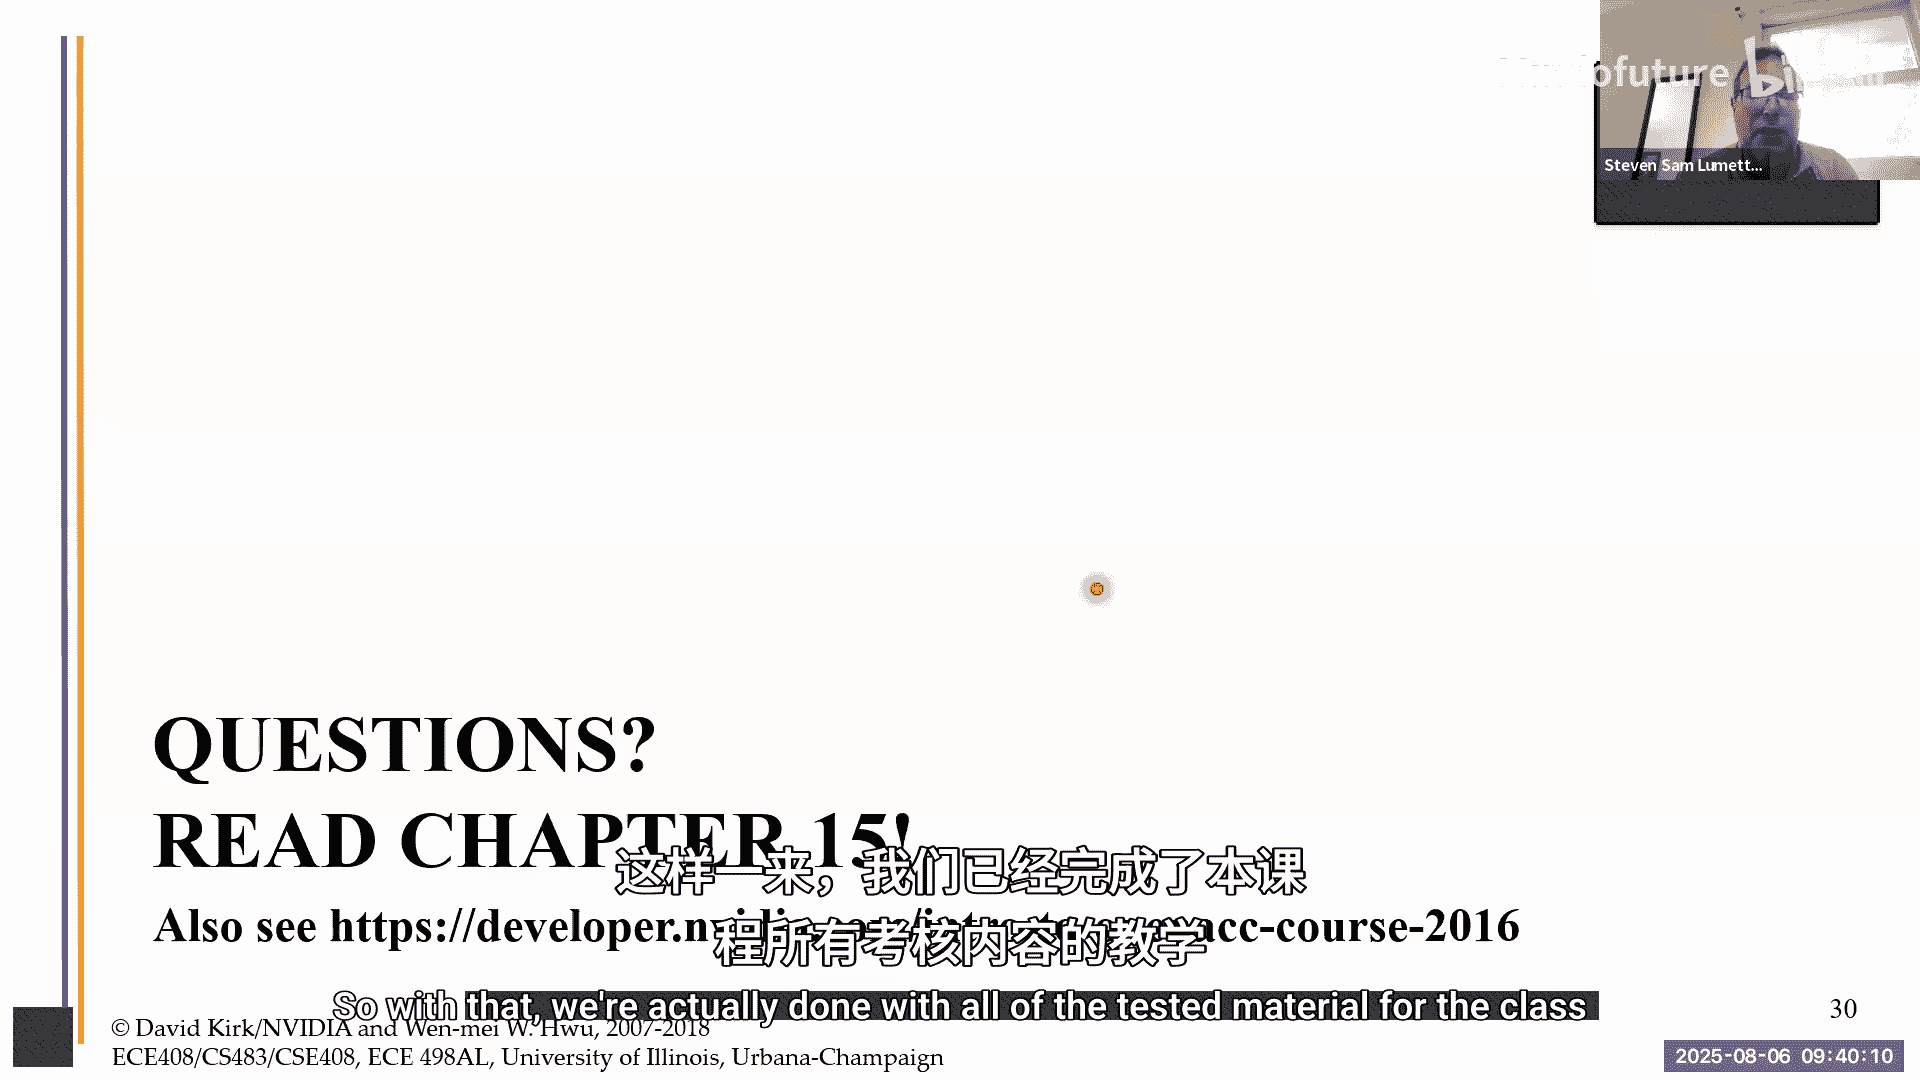 ofuture
Steven Sam Lumett...
QUESTIONS?
READ CHAPTER 15!
这样一来，我们已经完成了本课
Also see https://developer.nvidia acc-course-2016
程所有考核内容的教学
So with that, we're actually done with all of the tested material for the class
30
© David Kirk/NVIDIA and Wen-mei W. Hwu, 2007-2018
ECE408/CS483/CSE408, ECE 498AL, University of Illinois, Urbana-Champaign
2025-08-06 09:40:10